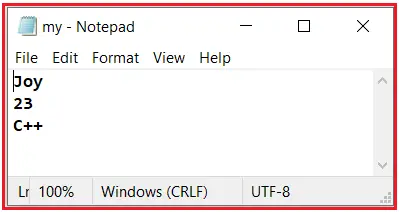 my - Notepad
File Edit Format View Help
Joy
23
C++
100% Windows (CRLF) UTF-8